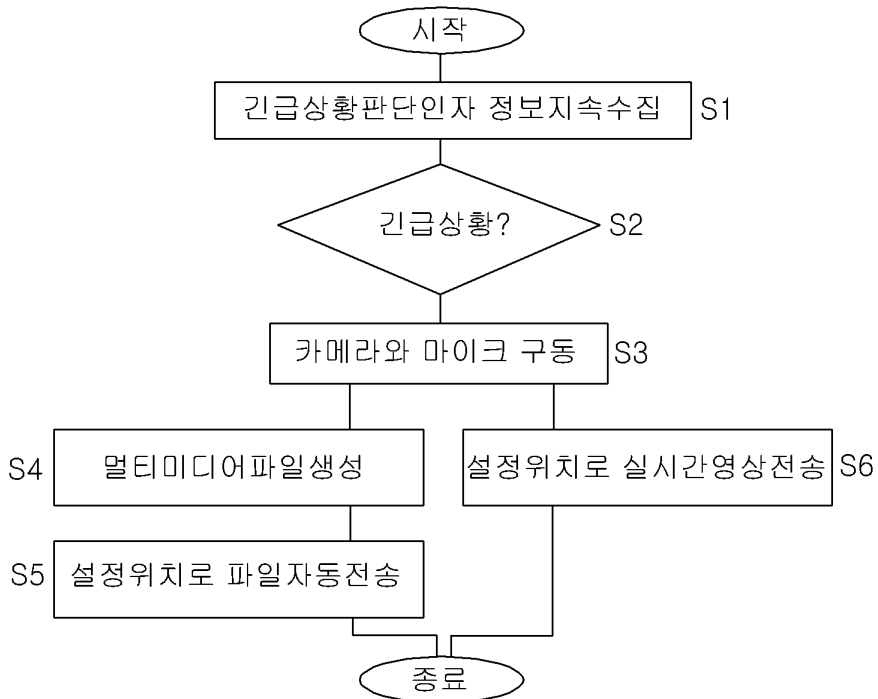 시작
긴급상황판단인자 정보지속수집 S1
긴급상황? S2
카메라와 마이크 구동 S3
S4 멀티미디어파일생성
설정위치로 실시간영상전송 S6
S5 설정위치로 파일자동전송
종료